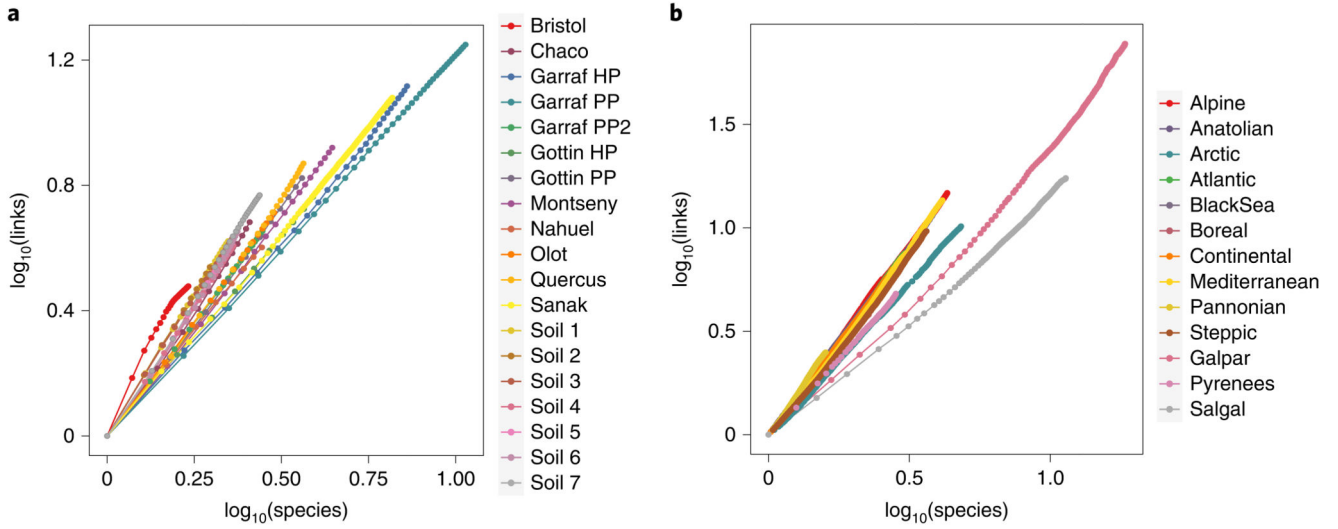 a
log10(links)
1.2
0.8
0.4
0
0
0.25
0.50
0.75
1.00
log10(species)
Bristol
Chaco
Garraf HP
Garraf PP
Garraf PP2
Gottin HP
Gottin PP
Montseny
Nahuel
Olot
Quercus
Sanak
Soil 1
Soil 2
Soil 3
Soil 4
Soil 5
Soil 6
Soil 7
b
log10(links)
1.5
1.0
0.5
0
0
0.5
1.0
log10(species)
Alpine
Anatolian
Arctic
Atlantic
BlackSea
Boreal
Continental
Mediterranean
Pannonian
Steppic
Galpar
Pyrenees
Salgal